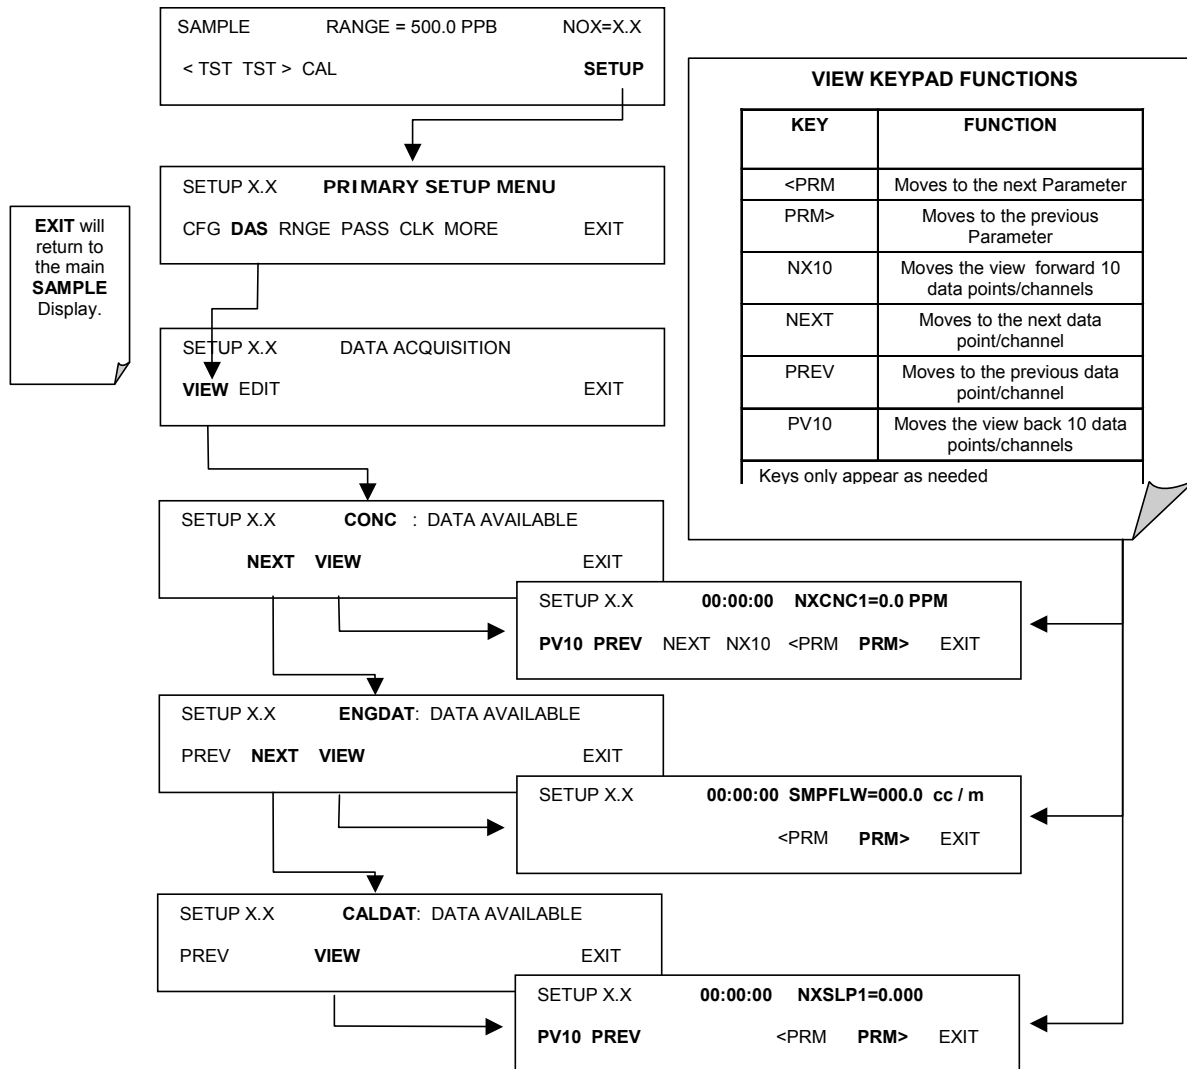 SAMPLE RANGE = 500.0 PPB NOX=X.X
< TST TST > CAL SETUP
SETUP X.X PRIMARY SETUP MENU
CFG DAS RNGE PASS CLK MORE EXIT
EXIT will
return to
the main
SAMPLE
Display.
SETUP X.X DATA ACQUISITION
VIEW EDIT EXIT
SETUP X.X CONC : DATA AVAILABLE
NEXT VIEW EXIT
SETUP X.X 00:00:00 NXCNC1=0.0 PPM
PV10 PREV NEXT NX10 <PRM PRM> EXIT
SETUP X.X ENGDAT: DATA AVAILABLE
PREV NEXT VIEW EXIT
SETUP X.X 00:00:00 SMPFLW=000.0 cc / m
<PRM PRM> EXIT
SETUP X.X CALDAT: DATA AVAILABLE
PREV VIEW EXIT
SETUP X.X 00:00:00 NXSLP1=0.000
PV10 PREV <PRM PRM> EXIT
VIEW KEYPAD FUNCTIONS
KEY FUNCTION
<PRM Moves to the next Parameter
PRM> Moves to the previous
Parameter
NX10 Moves the view forward 10
data points/channels
NEXT Moves to the next data
point/channel
PREV Moves to the previous data
point/channel
PV10 Moves the view back 10 data
points/channels
Keys only appear as needed